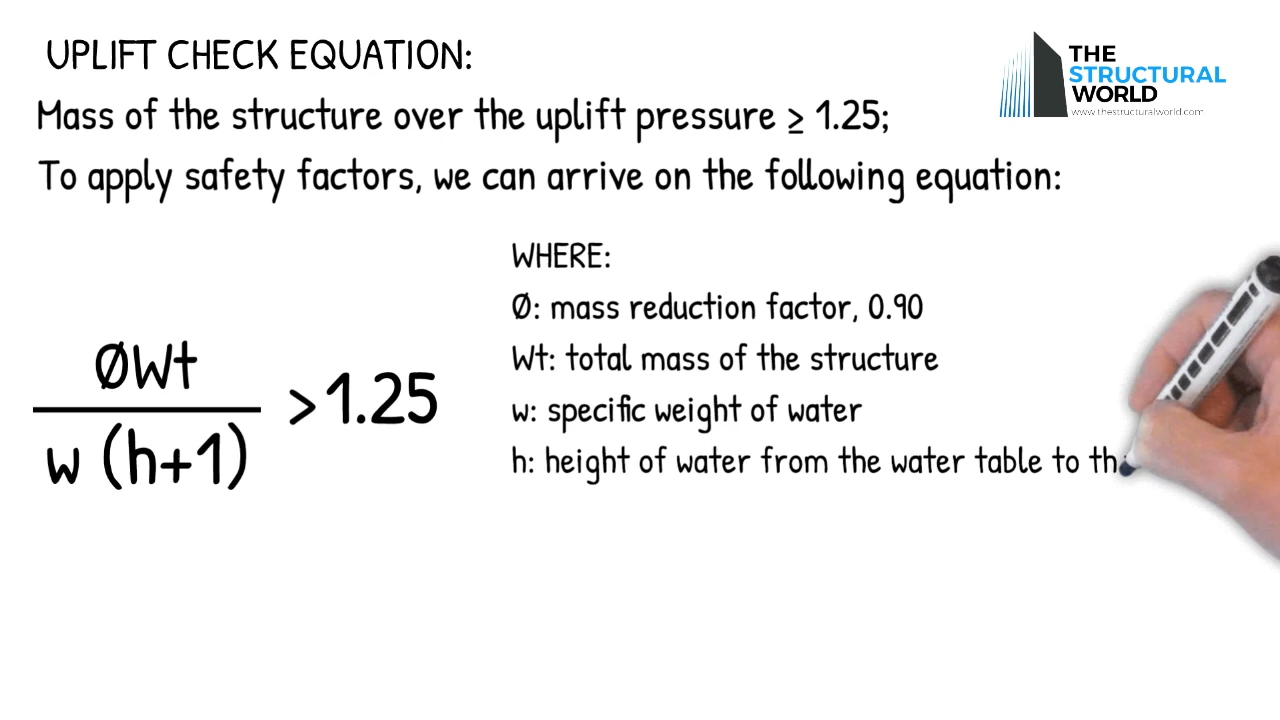 UPLIFT CHECK EQUATION:
THE
STRUCTURAL
WORLD
www.thestructuralworld.com
Mass of the structure over the uplift pressure ≥ 1.25;
To apply safety factors, we can arrive on the following equation:
WHERE:
Ø: mass reduction factor, 0.90
Wt: total mass of the structure
w: specific weight of water
h: height of water from the water table to th
ØWt
w (h+1)
>1.25